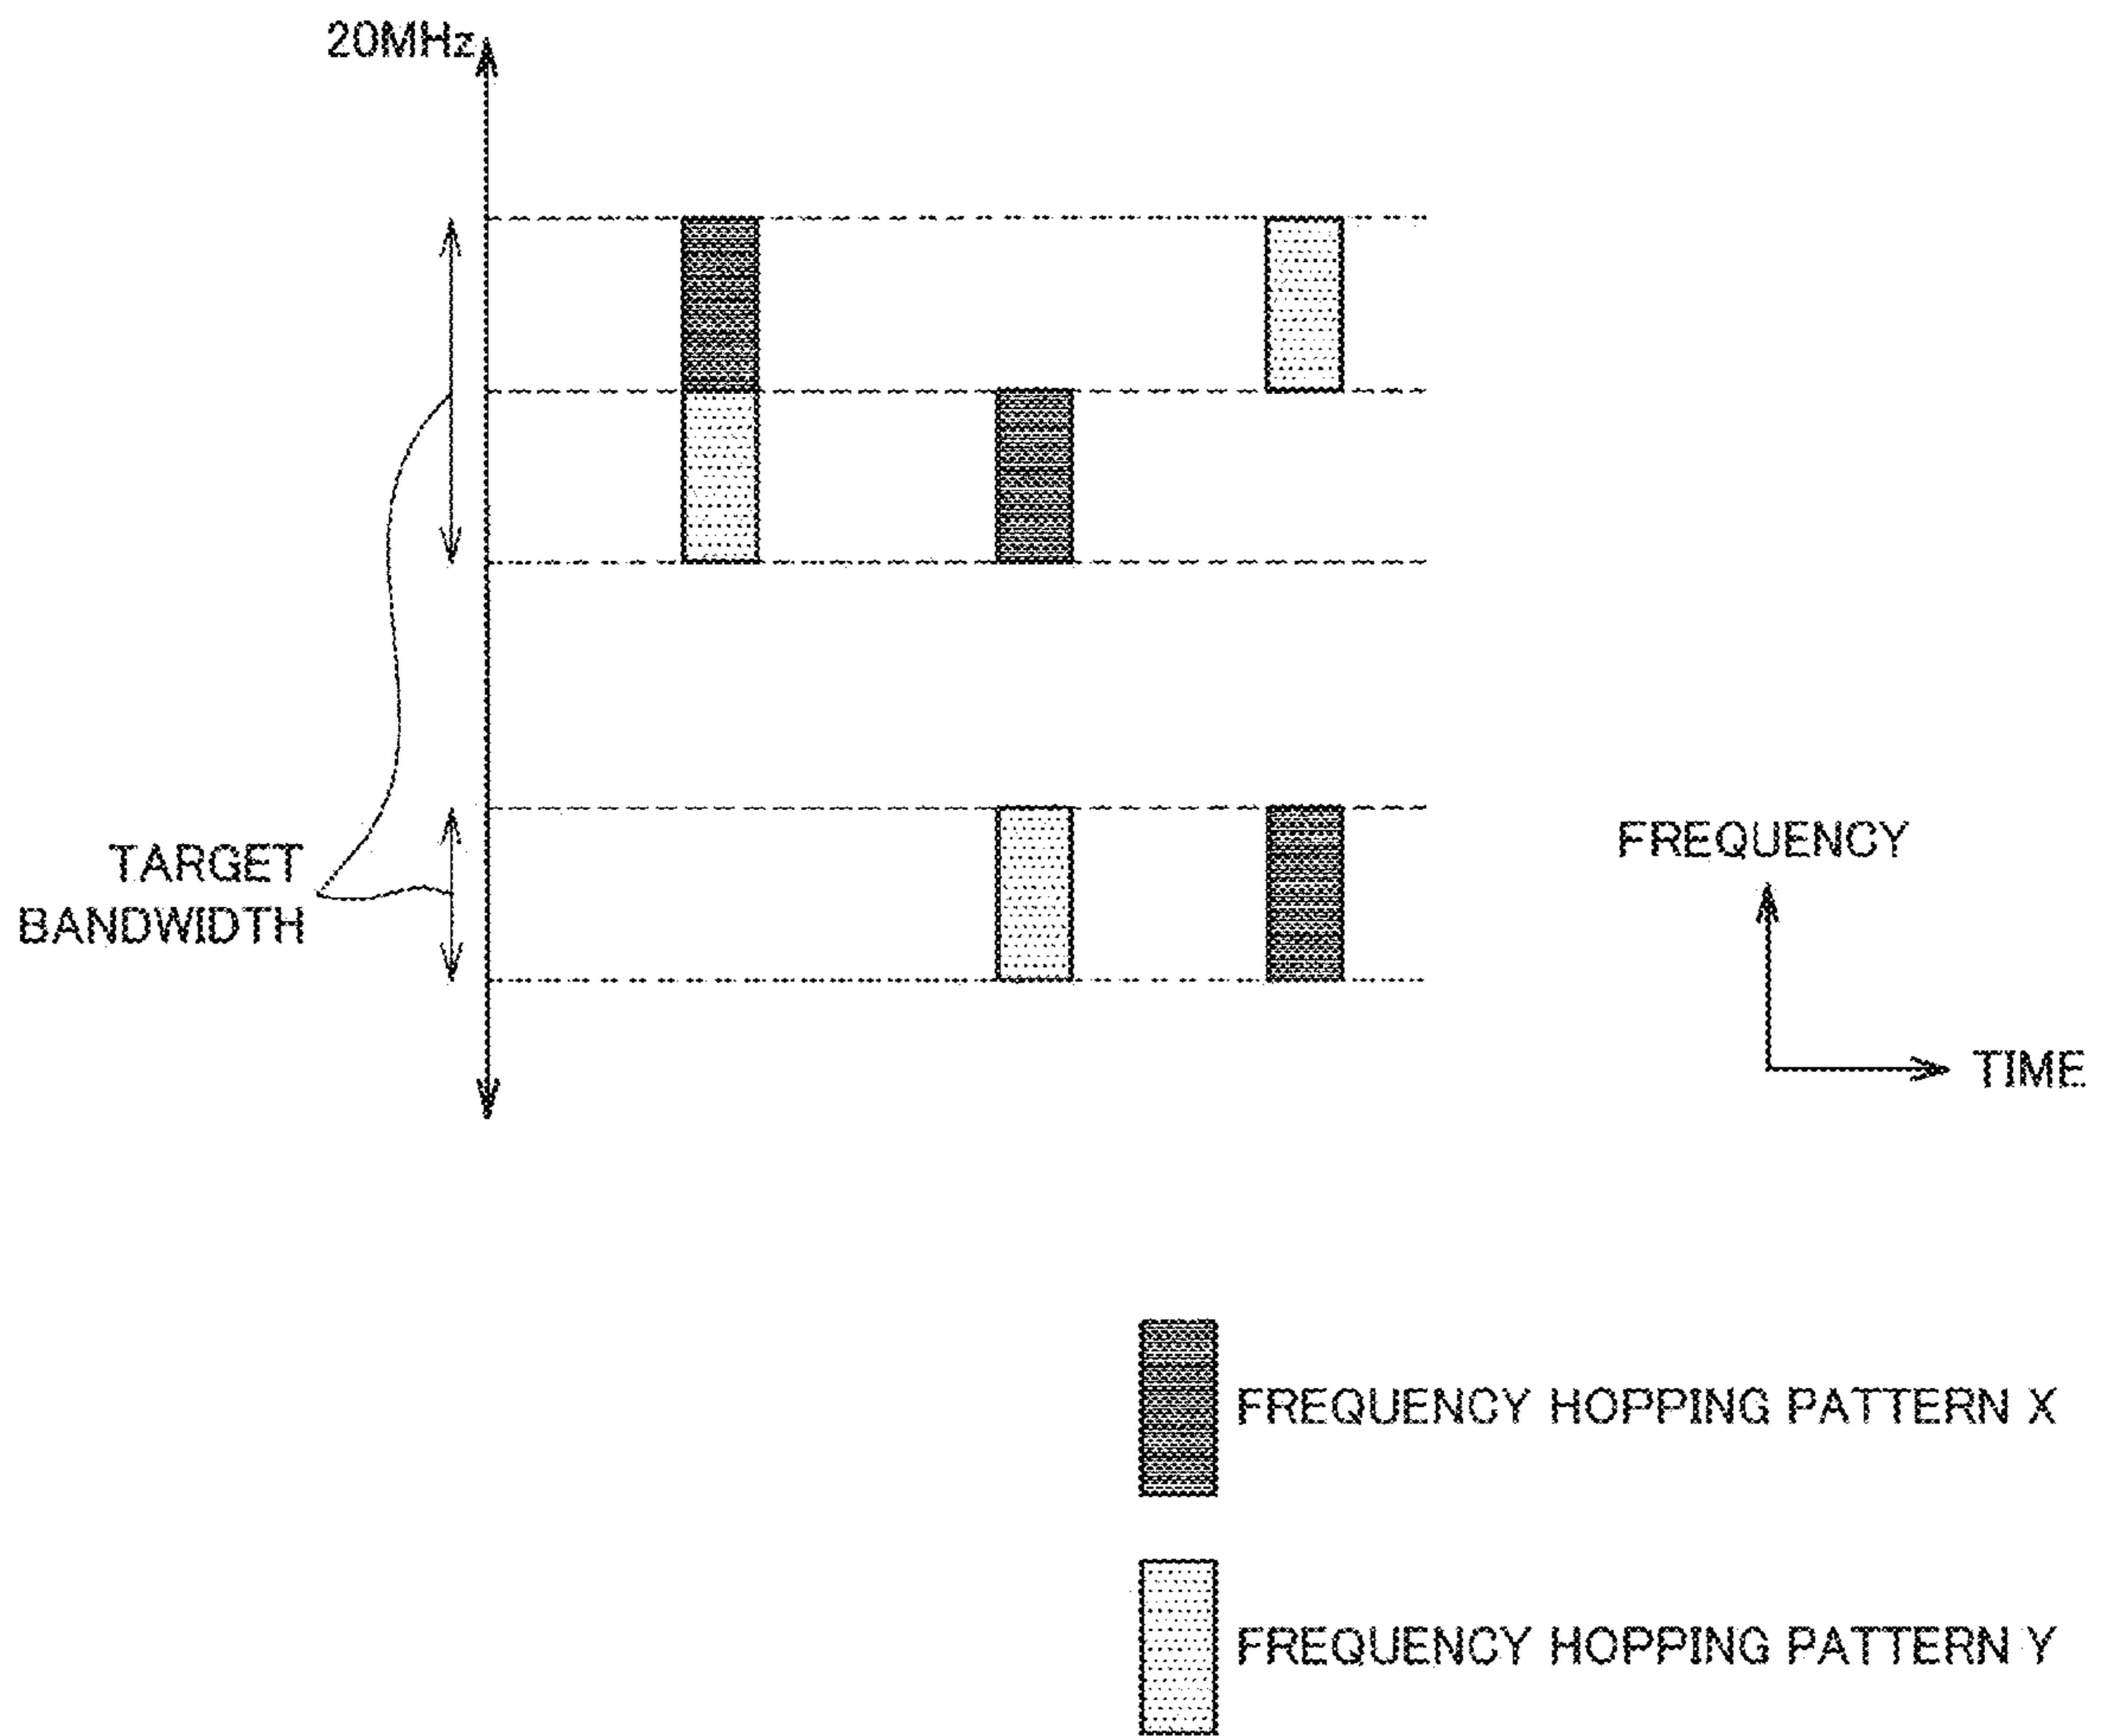 20MHz
TARGET
BANDWIDTH
FREQUENCY
TIME
FREQUENCY HOPPING PATTERN X
FREQUENCY HOPPING PATTERN Y